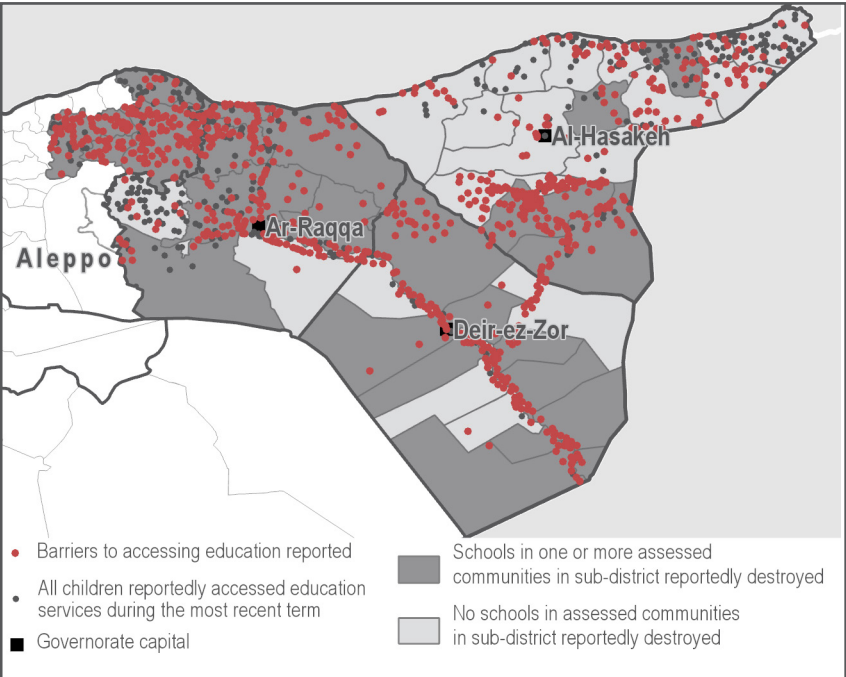 Al-Hasakeh
Ar-Raqqa
Aleppo
Deir-ez-Zor
Barriers to accessing education reported
All children reportedly accessed education
services during the most recent term
Governorate capital
Schools in one or more assessed
communities in sub-district reportedly destroyed
No schools in assessed communities
in sub-district reportedly destroyed